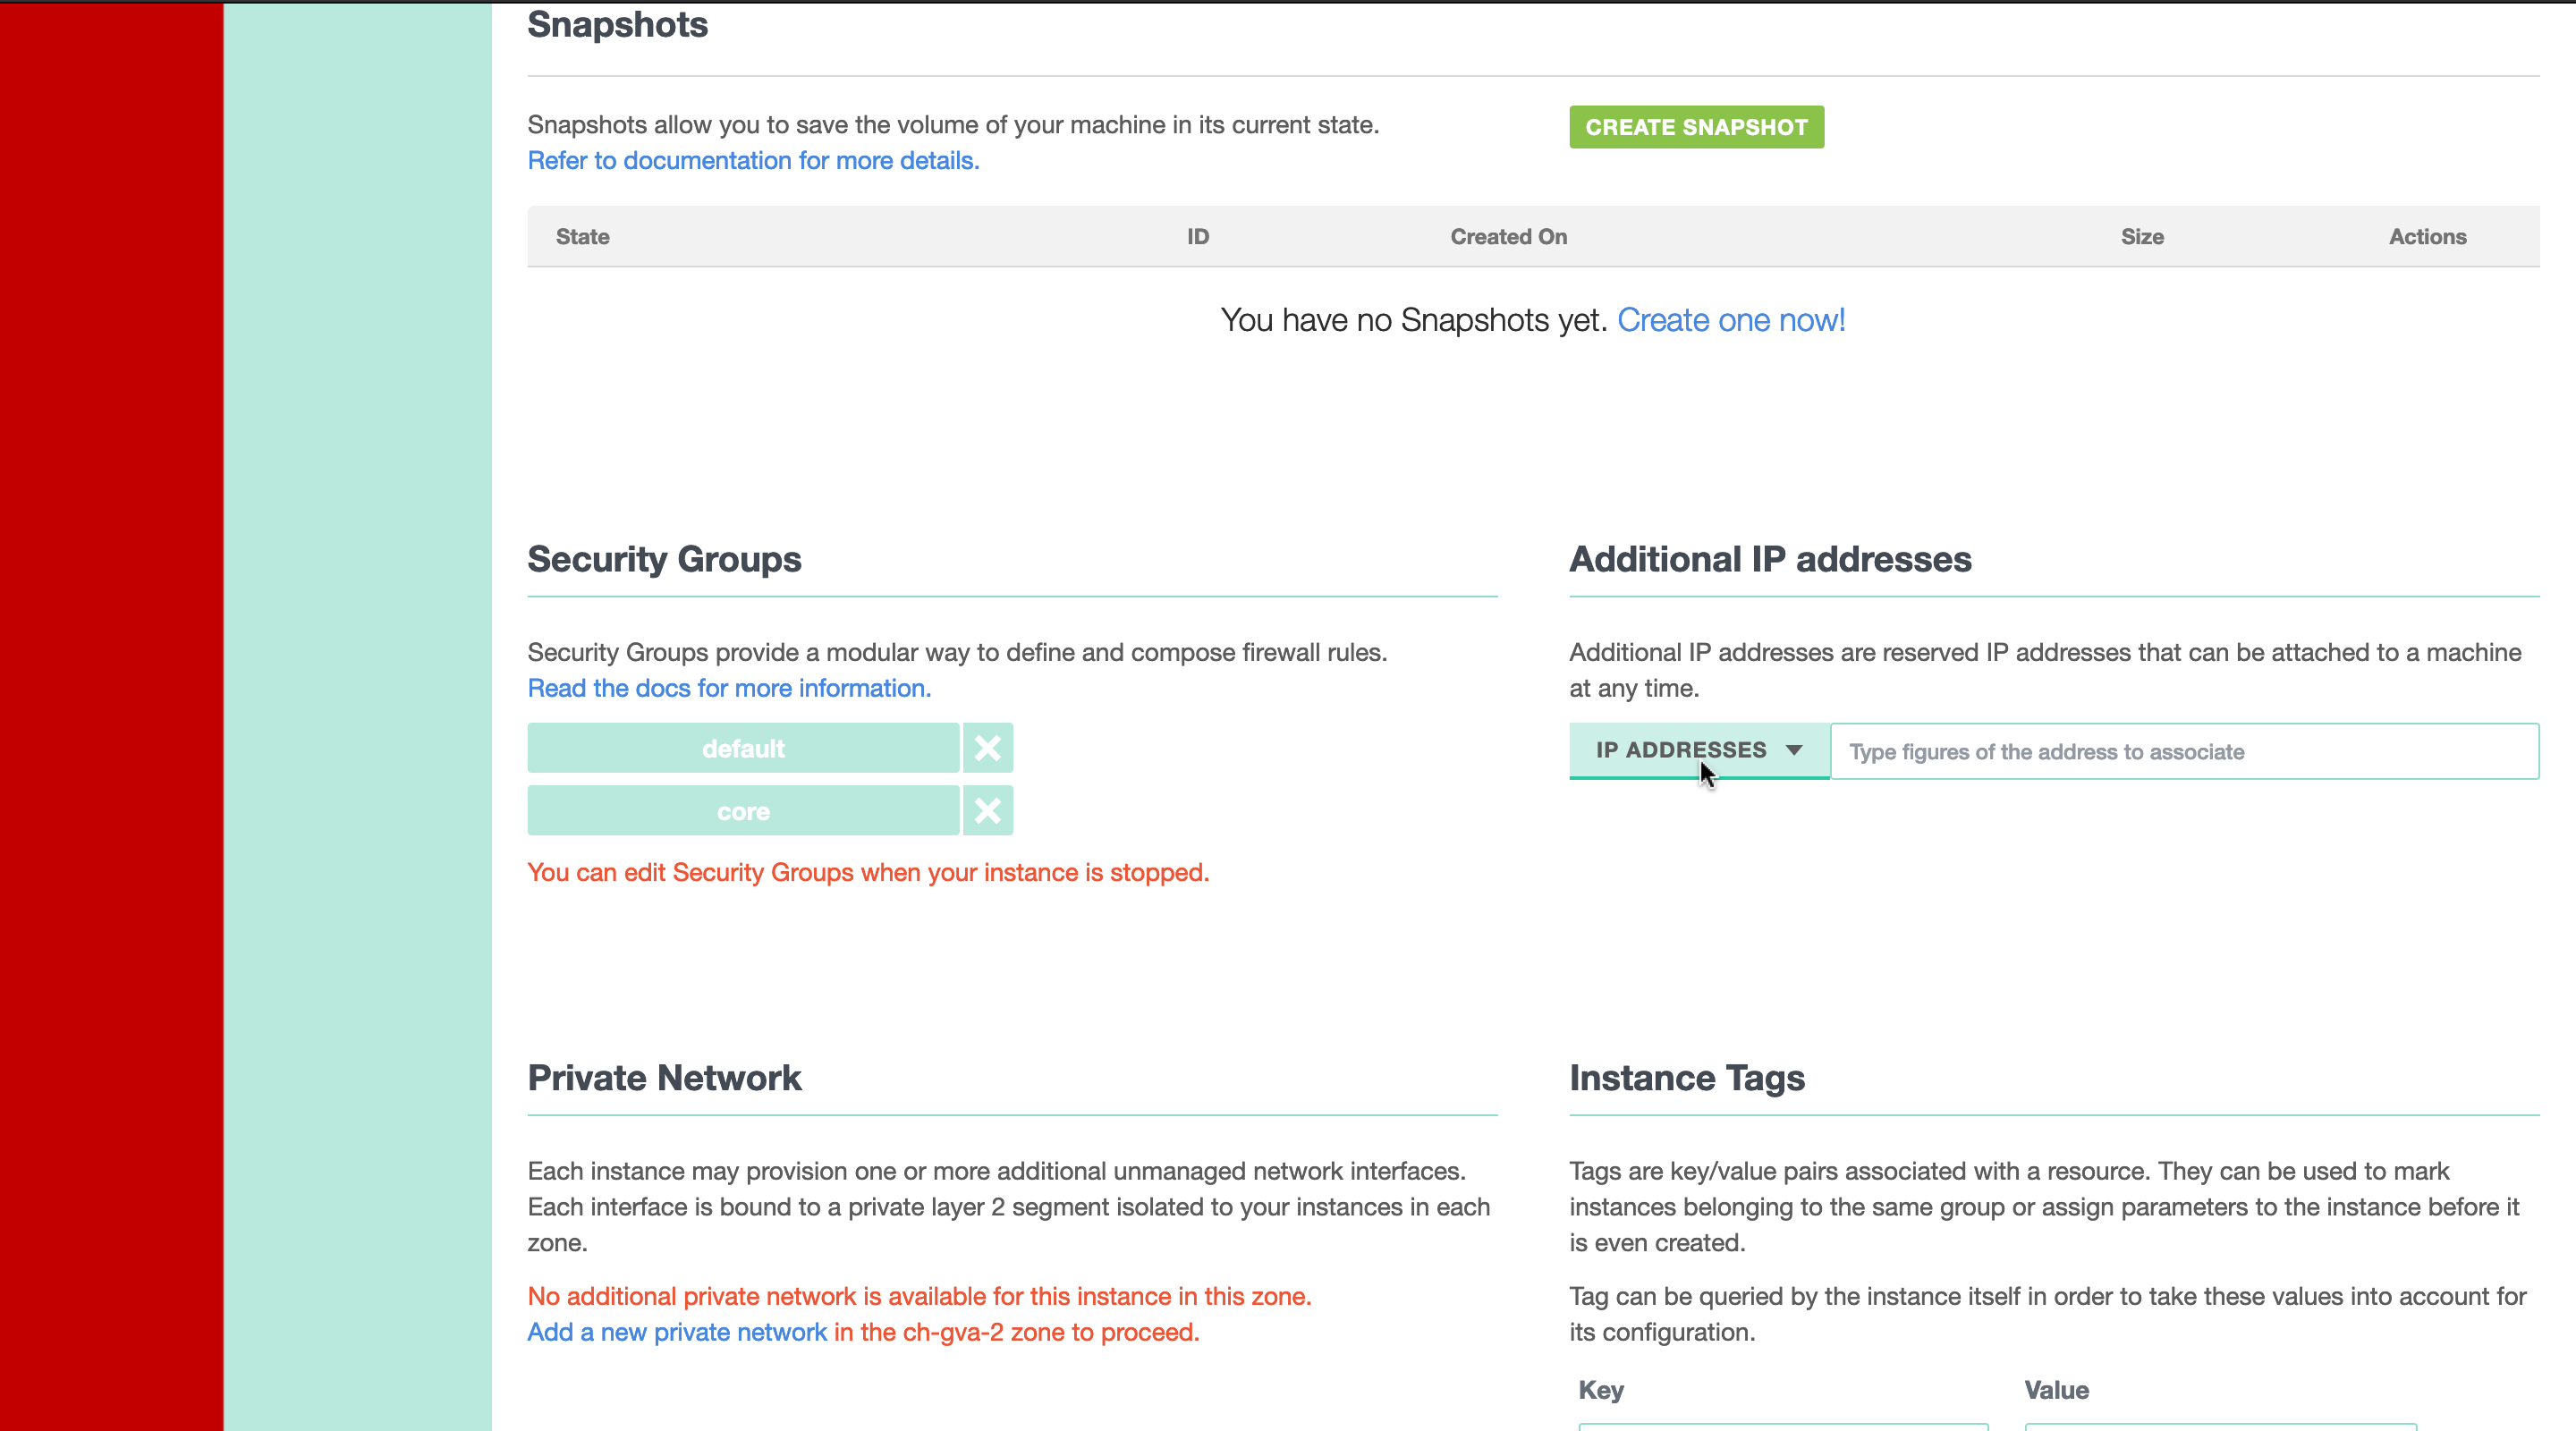 Snapshots
Snapshots allow you to save the volume of your machine in its current state.
Refer to documentation for more details.
CREATE SNAPSHOT
State ID Created On Size Actions
You have no Snapshots yet. Create one now!
Security Groups
Security Groups provide a modular way to define and compose firewall rules.
Read the docs for more information.
default
core
You can edit Security Groups when your instance is stopped.
Additional IP addresses
Additional IP addresses are reserved IP addresses that can be attached to a machine
at any time.
IP ADDRESSES Type figures of the address to associate
Private Network
Each instance may provision one or more additional unmanaged network interfaces.
Each interface is bound to a private layer 2 segment isolated to your instances in each
zone.
No additional private network is available for this instance in this zone.
Add a new private network in the ch-gva-2 zone to proceed.
Instance Tags
Tags are key/value pairs associated with a resource. They can be used to mark
instances belonging to the same group or assign parameters to the instance before it
is even created.
Tag can be queried by the instance itself in order to take these values into account for
its configuration.
Key Value